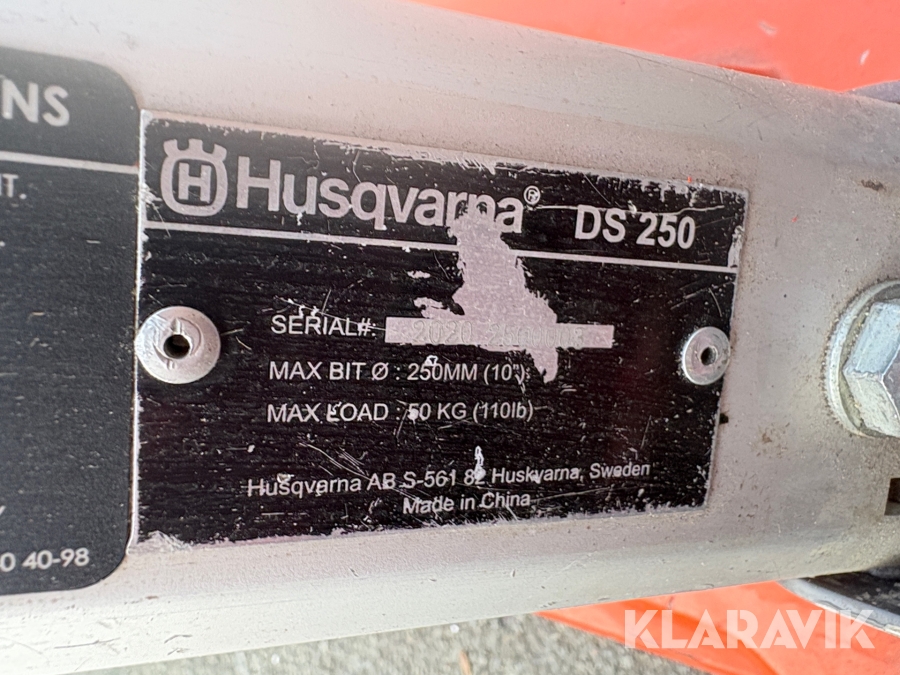 NS
T.
0 40-98
H Husqvarna® DS 250
SERIAL#: 2020
MAX BIT Ø : 250MM (10")
MAX LOAD : 50 KG (110lb)
Husqvarna AB S-561 82 Huskvarna, Sweden
Made in China
KLARAVIK